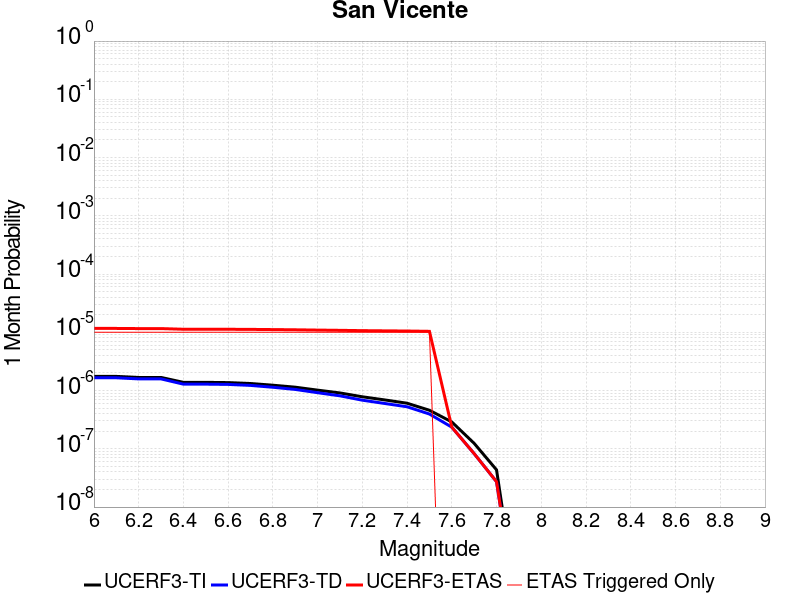 San Vicente
10^0
10^-1
10^-2
10^-3
10^-4
10^-5
10^-6
10^-7
10^-8
1 Month Probability
6 6.2 6.4 6.6 6.8 7 7.2 7.4 7.6 7.8 8 8.2 8.4 8.6 8.8 9
Magnitude
UCERF3-TI UCERF3-TD UCERF3-ETAS ETAS Triggered Only